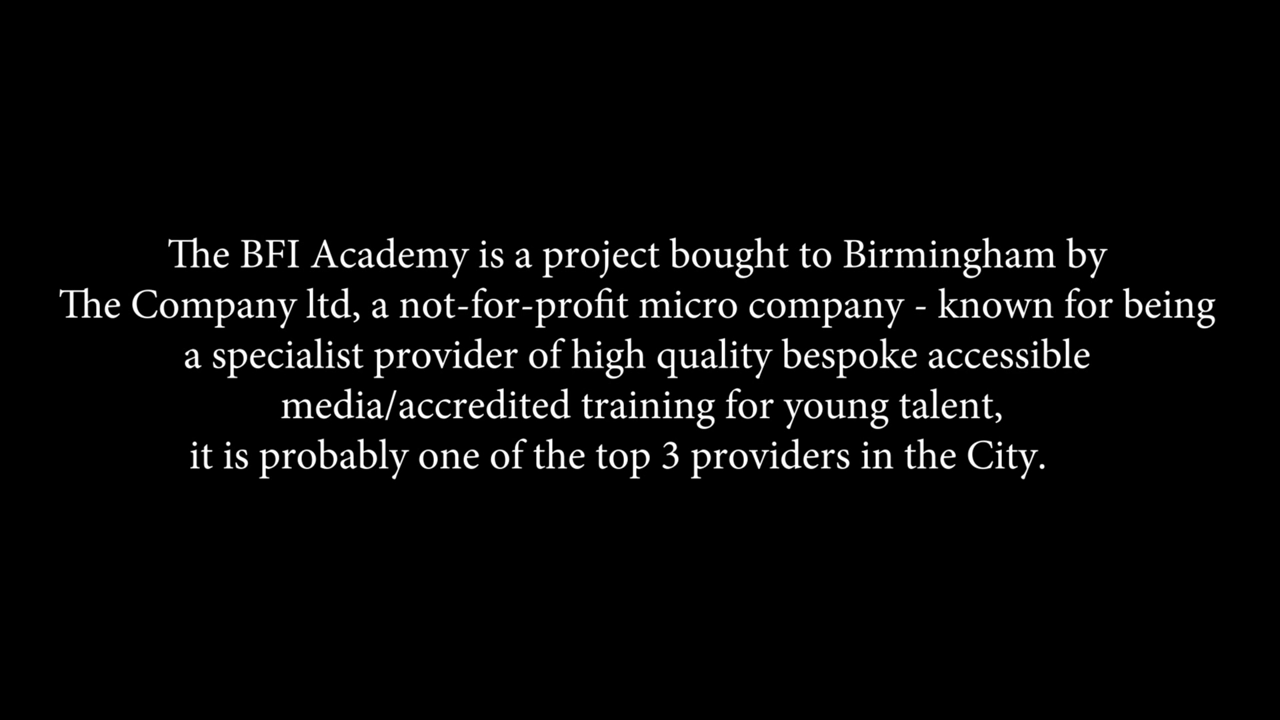 The BFI Academy is a project bought to Birmingham by
The Company ltd, a not-for-profit micro company - known for being
a specialist provider of high quality bespoke accessible
media/accredited training for young talent,
it is probably one of the top 3 providers in the City.